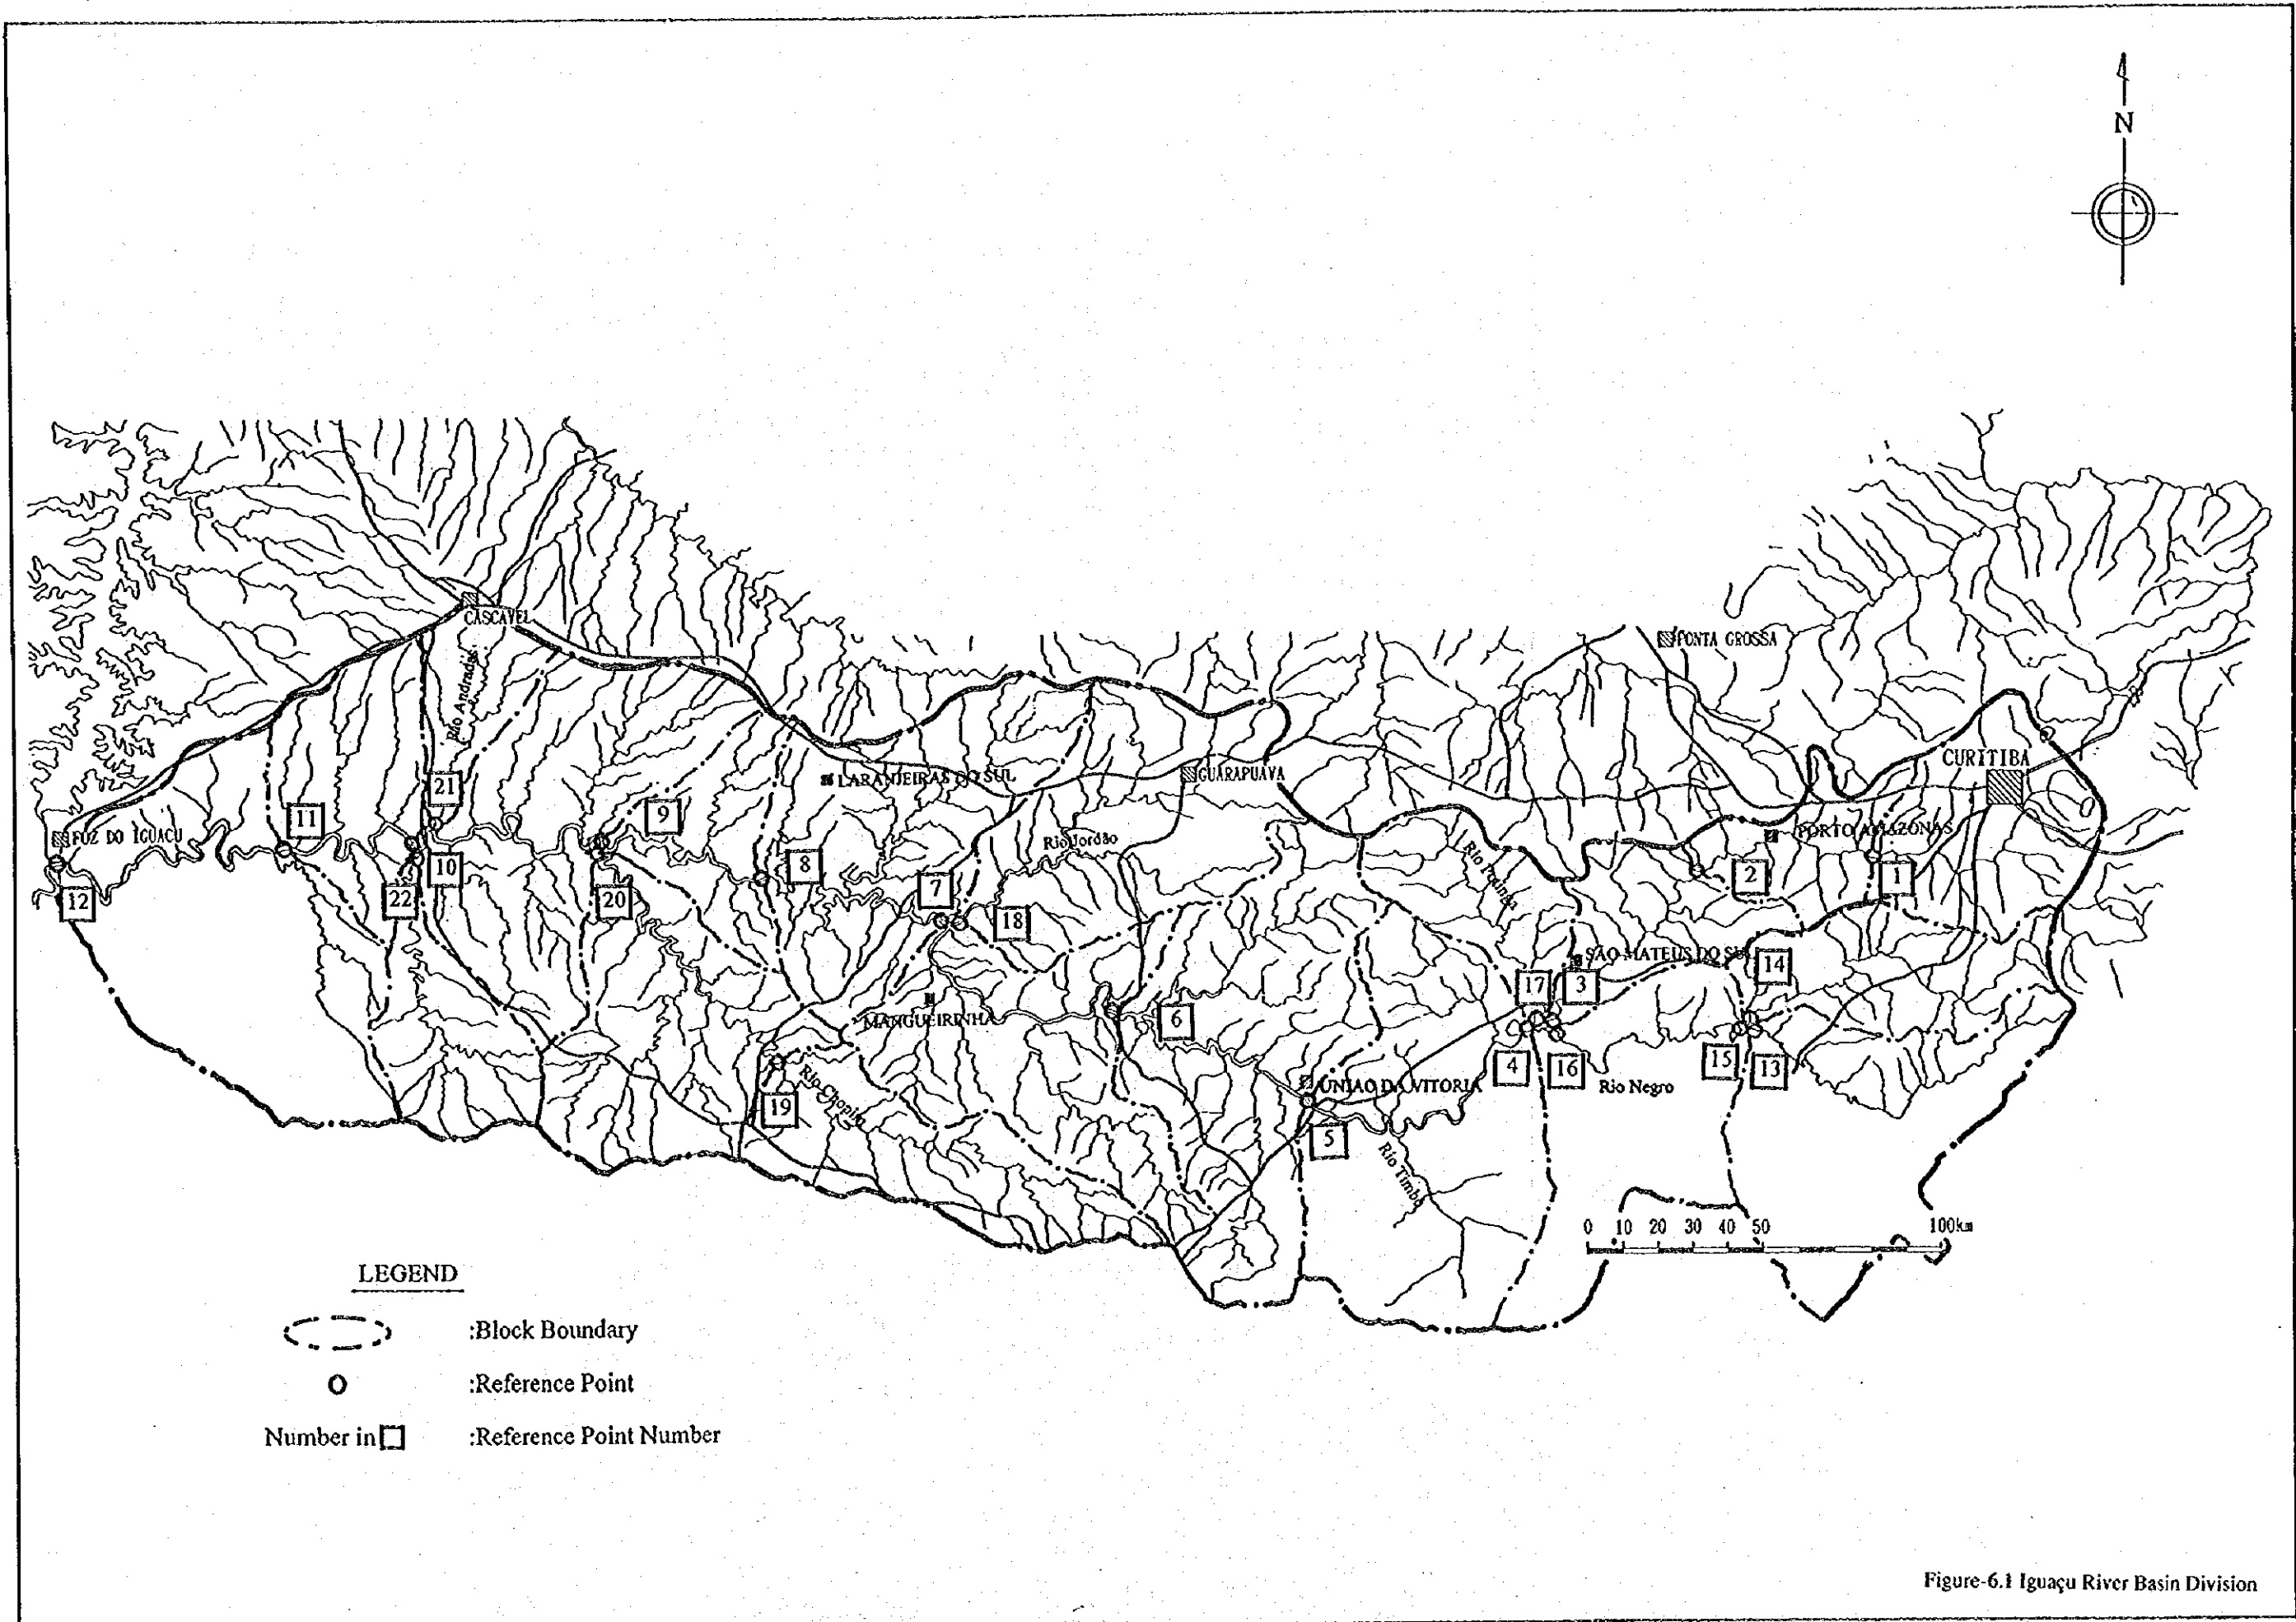 N
CASCAVEL
PONTA GROSSA
Rio Andradas
CURITIBA
LARANJEIRAS DO SUL
GUARAPUAVA
21
11
9
FOZ DO IGUAÇU
PORTO AMAZONAS
Rio Jordão
10
8
2
1
12
22
20
7
18
Rio Potinga
SÃO MATEUS DO SUL
14
17
3
MANGUEIRINHA
6
4
16
15
13
UNIAO DA VITORIA
Rio Negro
Rio Chopim
19
5
Rio Timbó
0 10 20 30 40 50 100km
LEGEND
:Block Boundary
:Reference Point
Number in :Reference Point Number
Figure-6.1 Iguaçu River Basin Division